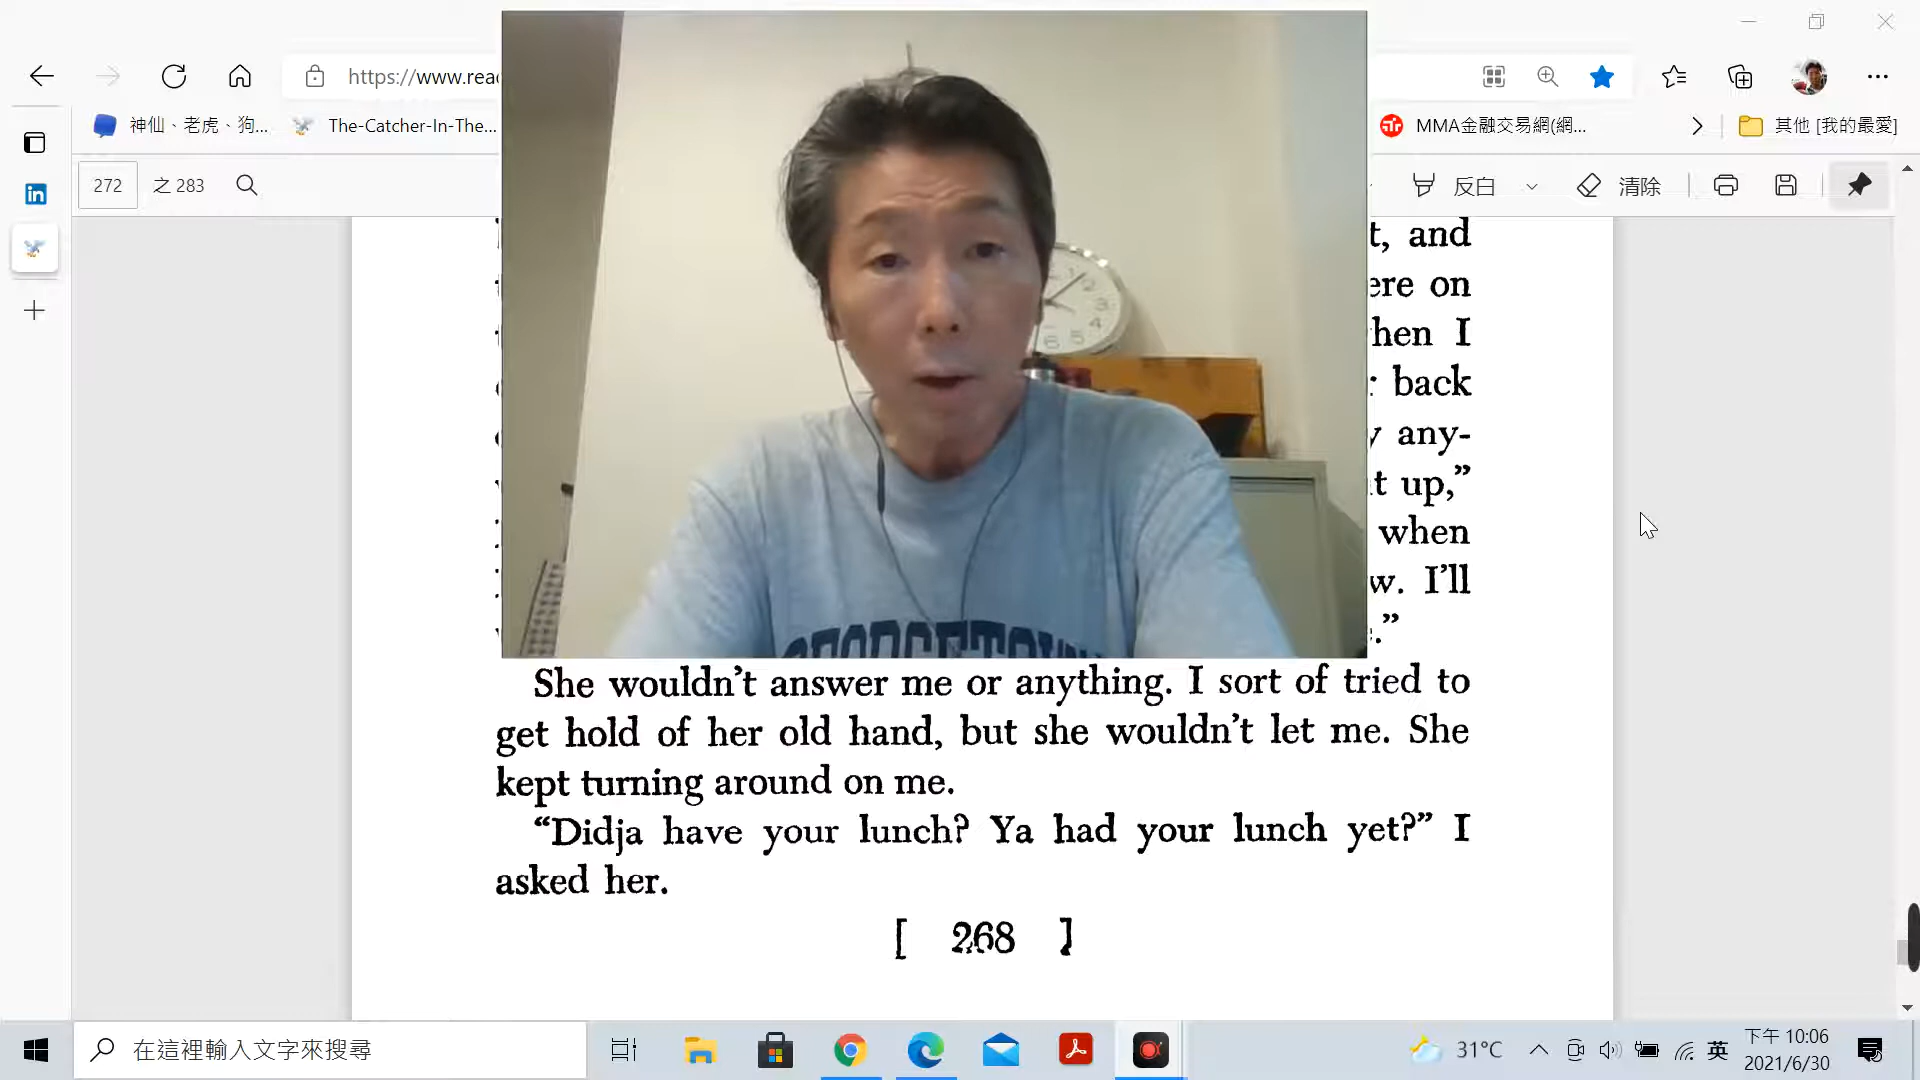 https://www.read
神仙、老虎、狗...
The-Catcher-In-The...
MMA金融交易網(網...
其他 [我的最愛]
272 之 283
反白
清除
t, and
ere on
hen I
back
any-
t up,”
when
w. I’ll
.”
She wouldn’t answer me or anything. I sort of tried to
get hold of her old hand, but she wouldn’t let me. She
kept turning around on me.
“Didja have your lunch? Ya had your lunch yet?” I
asked her.
[ 268 ]
GEORGETOWN
在這裡輸入文字來搜尋
31°C
英
下午 10:06
2021/6/30